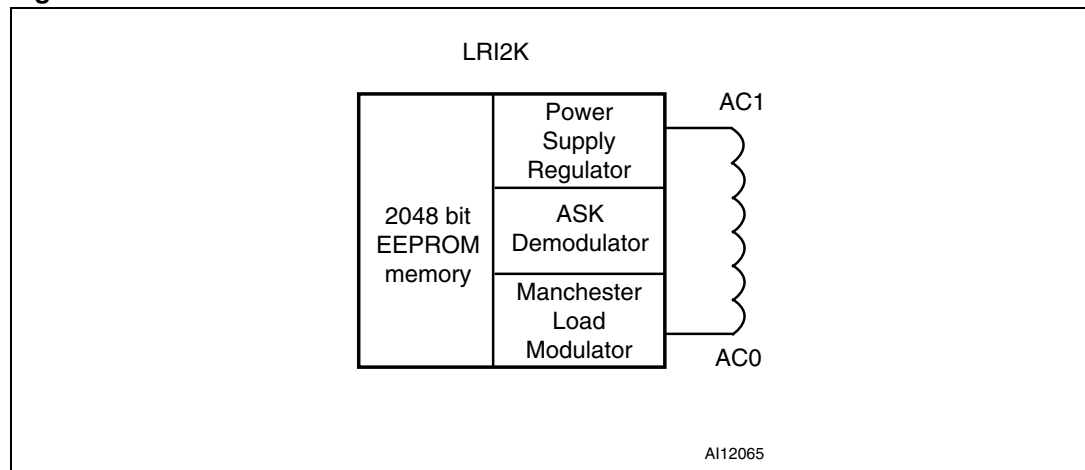 LRI2K
AC1
Power
Supply
Regulator
2048 bit
EEPROM
memory
ASK
Demodulator
Manchester
Load
Modulator
AC0
AI12065